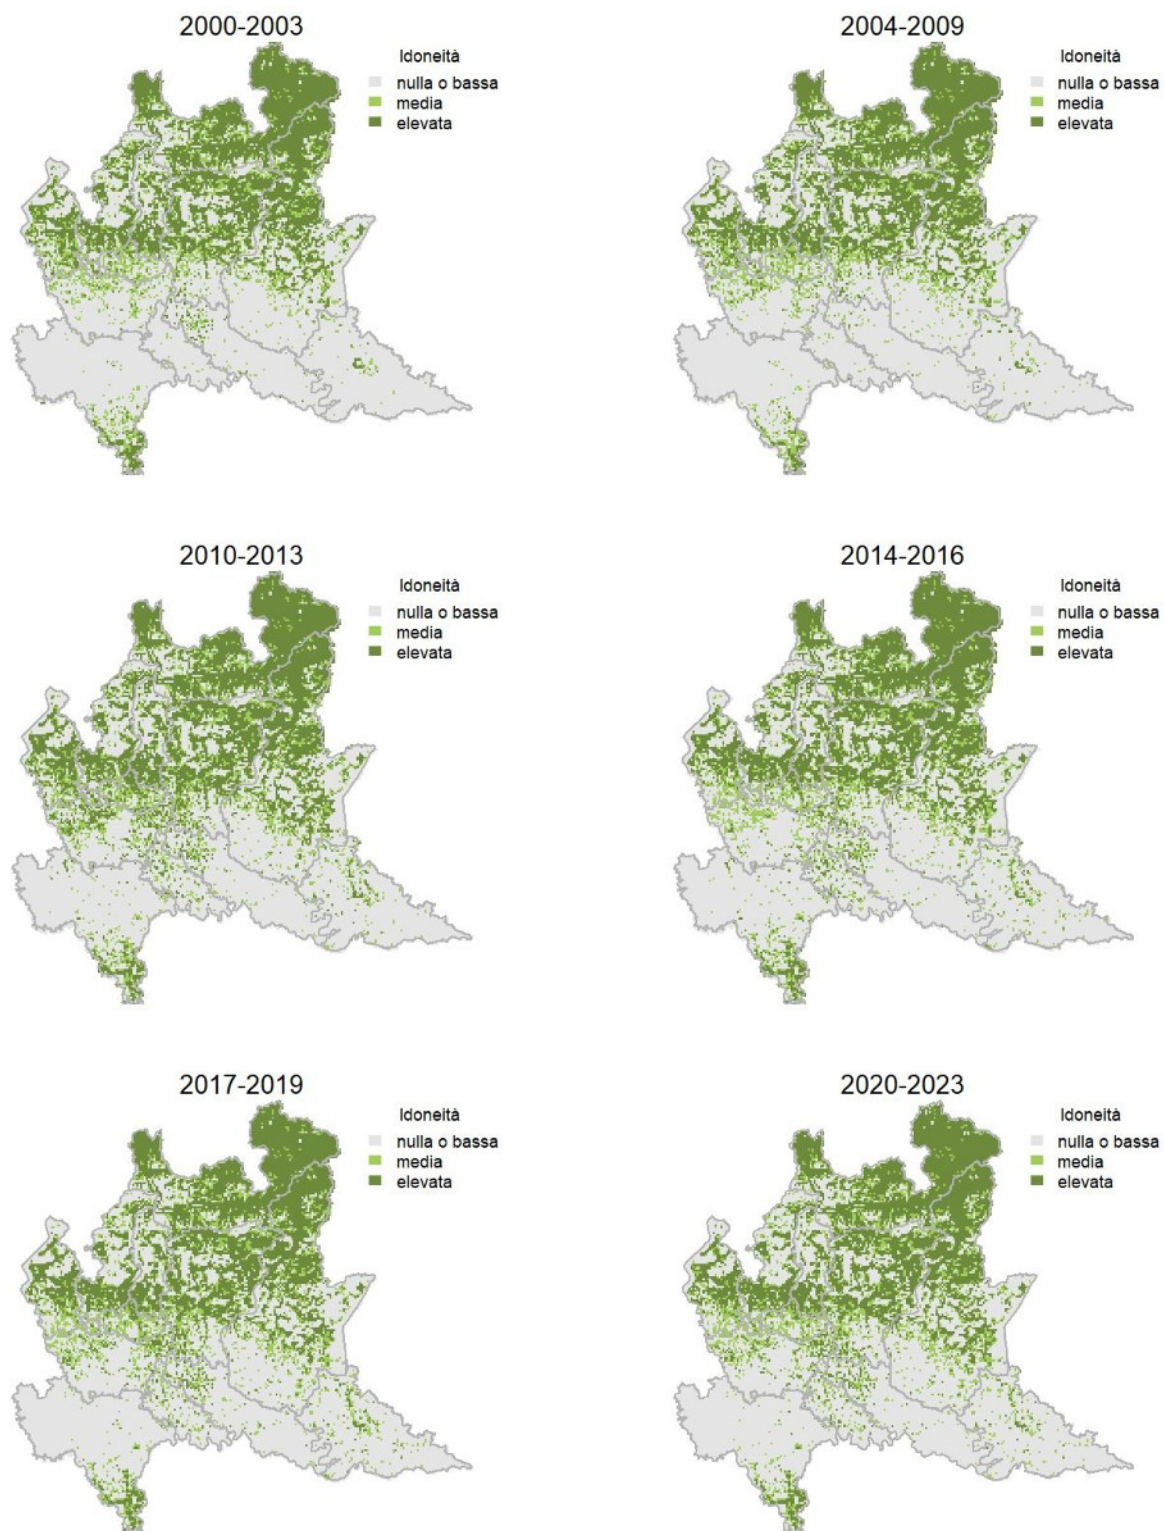 2000-2003
Idoneità
nulla o bassa
media
elevata
2004-2009
Idoneità
nulla o bassa
media
elevata
2010-2013
Idoneità
nulla o bassa
media
elevata
2014-2016
Idoneità
nulla o bassa
media
elevata
2017-2019
Idoneità
nulla o bassa
media
elevata
2020-2023
Idoneità
nulla o bassa
media
elevata